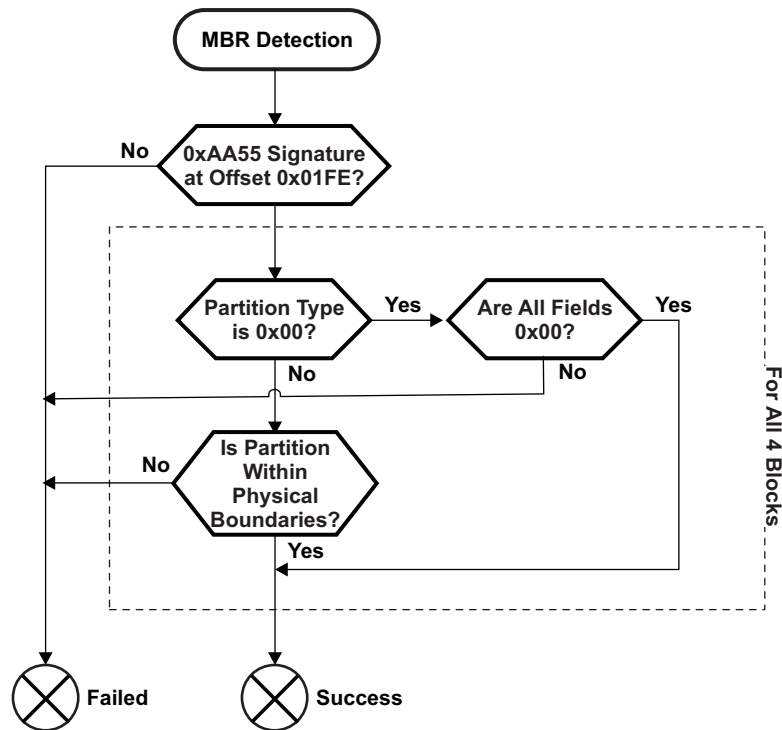 MBR Detection
No
0xAA55 Signature
at Offset 0x01FE?
Partition Type
is 0x00?
Yes
Are All Fields
0x00?
Yes
No
No
For All 4 Blocks
Is Partition
Within
Physical
Boundaries?
No
Yes
Failed
Success